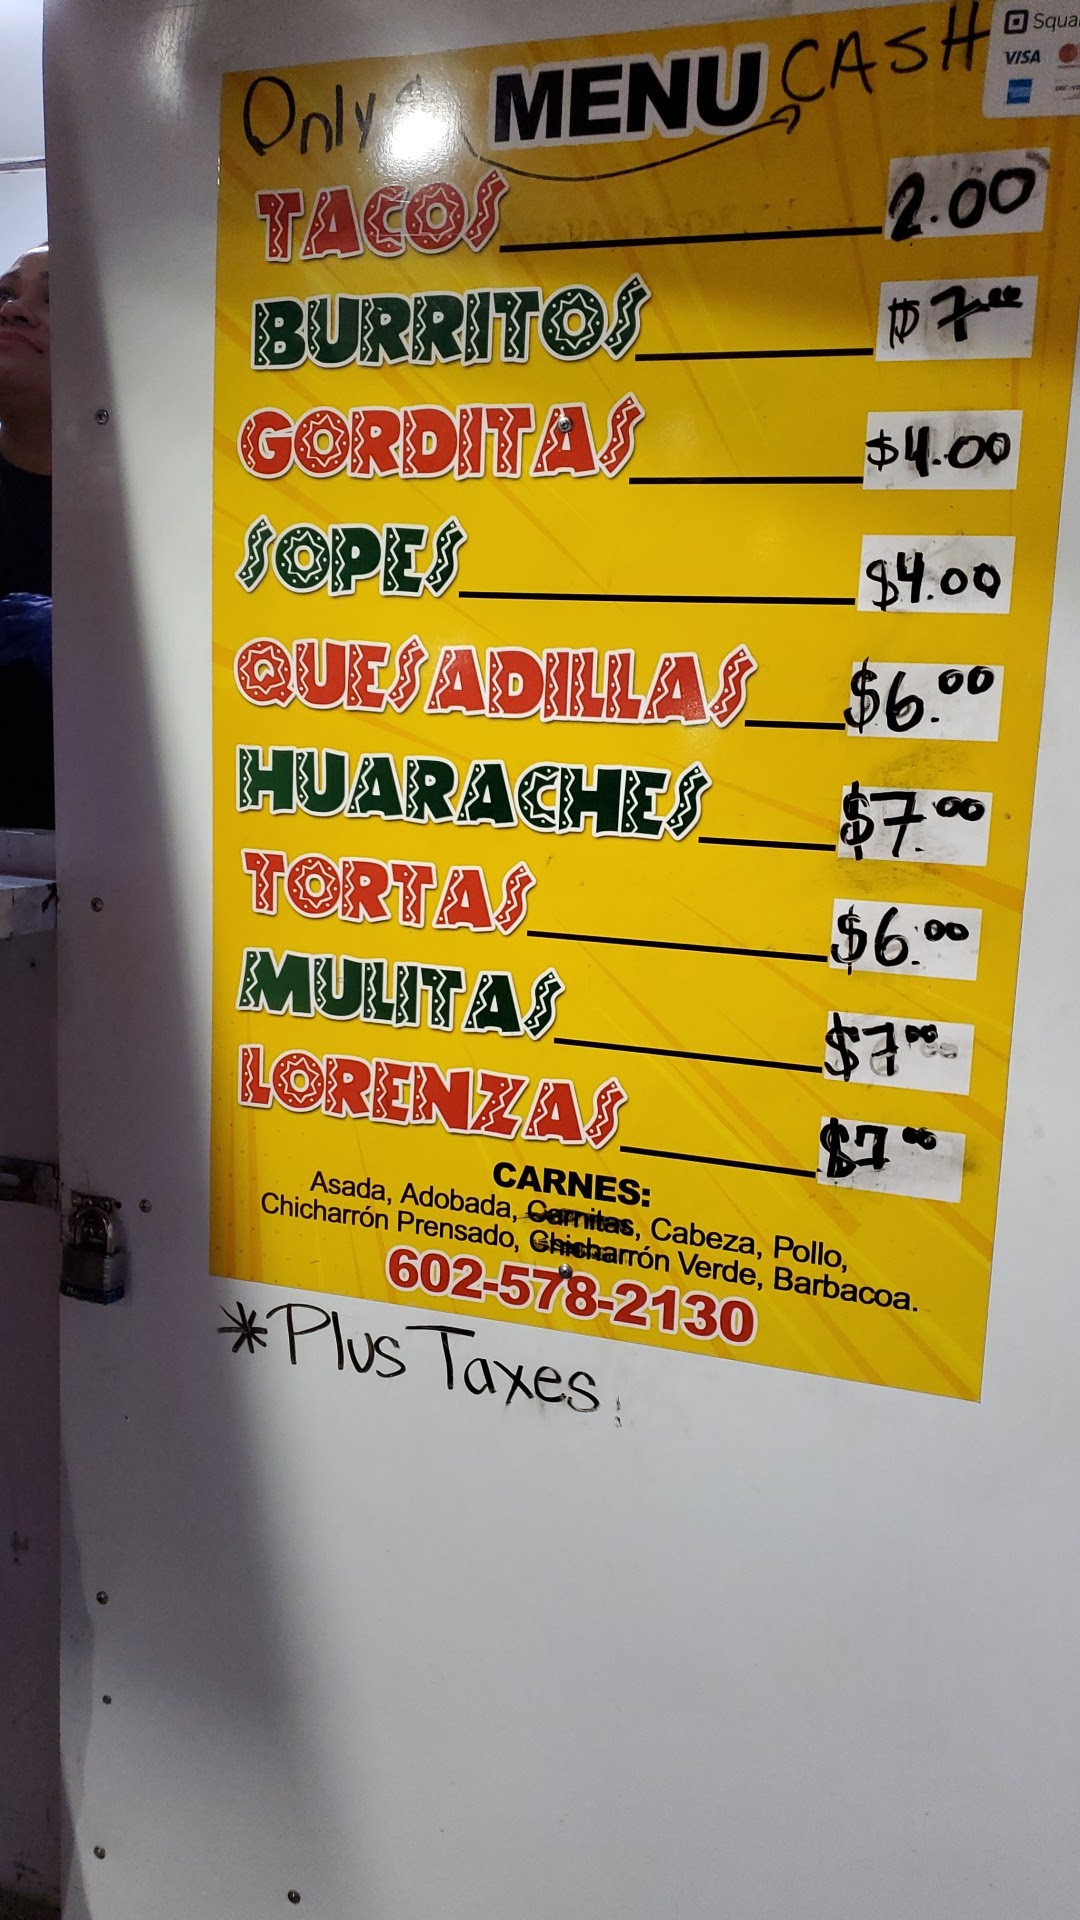 Only $ MENU CASH
Square
VISA
TACOS 2.00
BURRITOS $7.00
GORDITAS $4.00
SOPES $4.00
QUESADILLAS $6.00
HUARACHES $7.00
TORTAS $6.00
MULITAS $7.00
LORENZAS $7.00
CARNES:
Asada, Adobada, Carnitas, Cabeza, Pollo,
Chicharrón Prensado, Chicharrón Verde, Barbacoa.
602-578-2130
*Plus Taxes